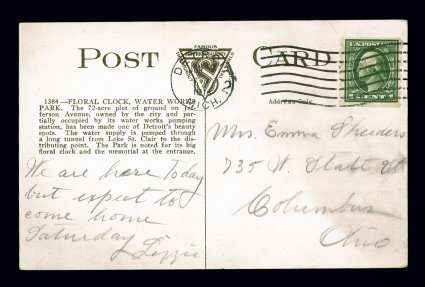 POST CARD
FAMOUS
U.S. POSTAGE
DETROIT
MICH.
Address Only
1384—FLORAL CLOCK, WATER WORKS
PARK. The 72-acre plot of ground on Jef-
ferson Avenue, owned by the city and par-
tially occupied by its water works pumping
station, has been made one of Detroit's beauty
spots. The water supply is pumped through
a long tunnel from Lake St. Clair to the dis-
tributing point. The Park is noted for its big
floral clock and the memorial at the entrance.
We are here today
but expect to
come home
Saturday
Lizzie
Mrs. Emma
735 W. State St
Columbus
Ohio